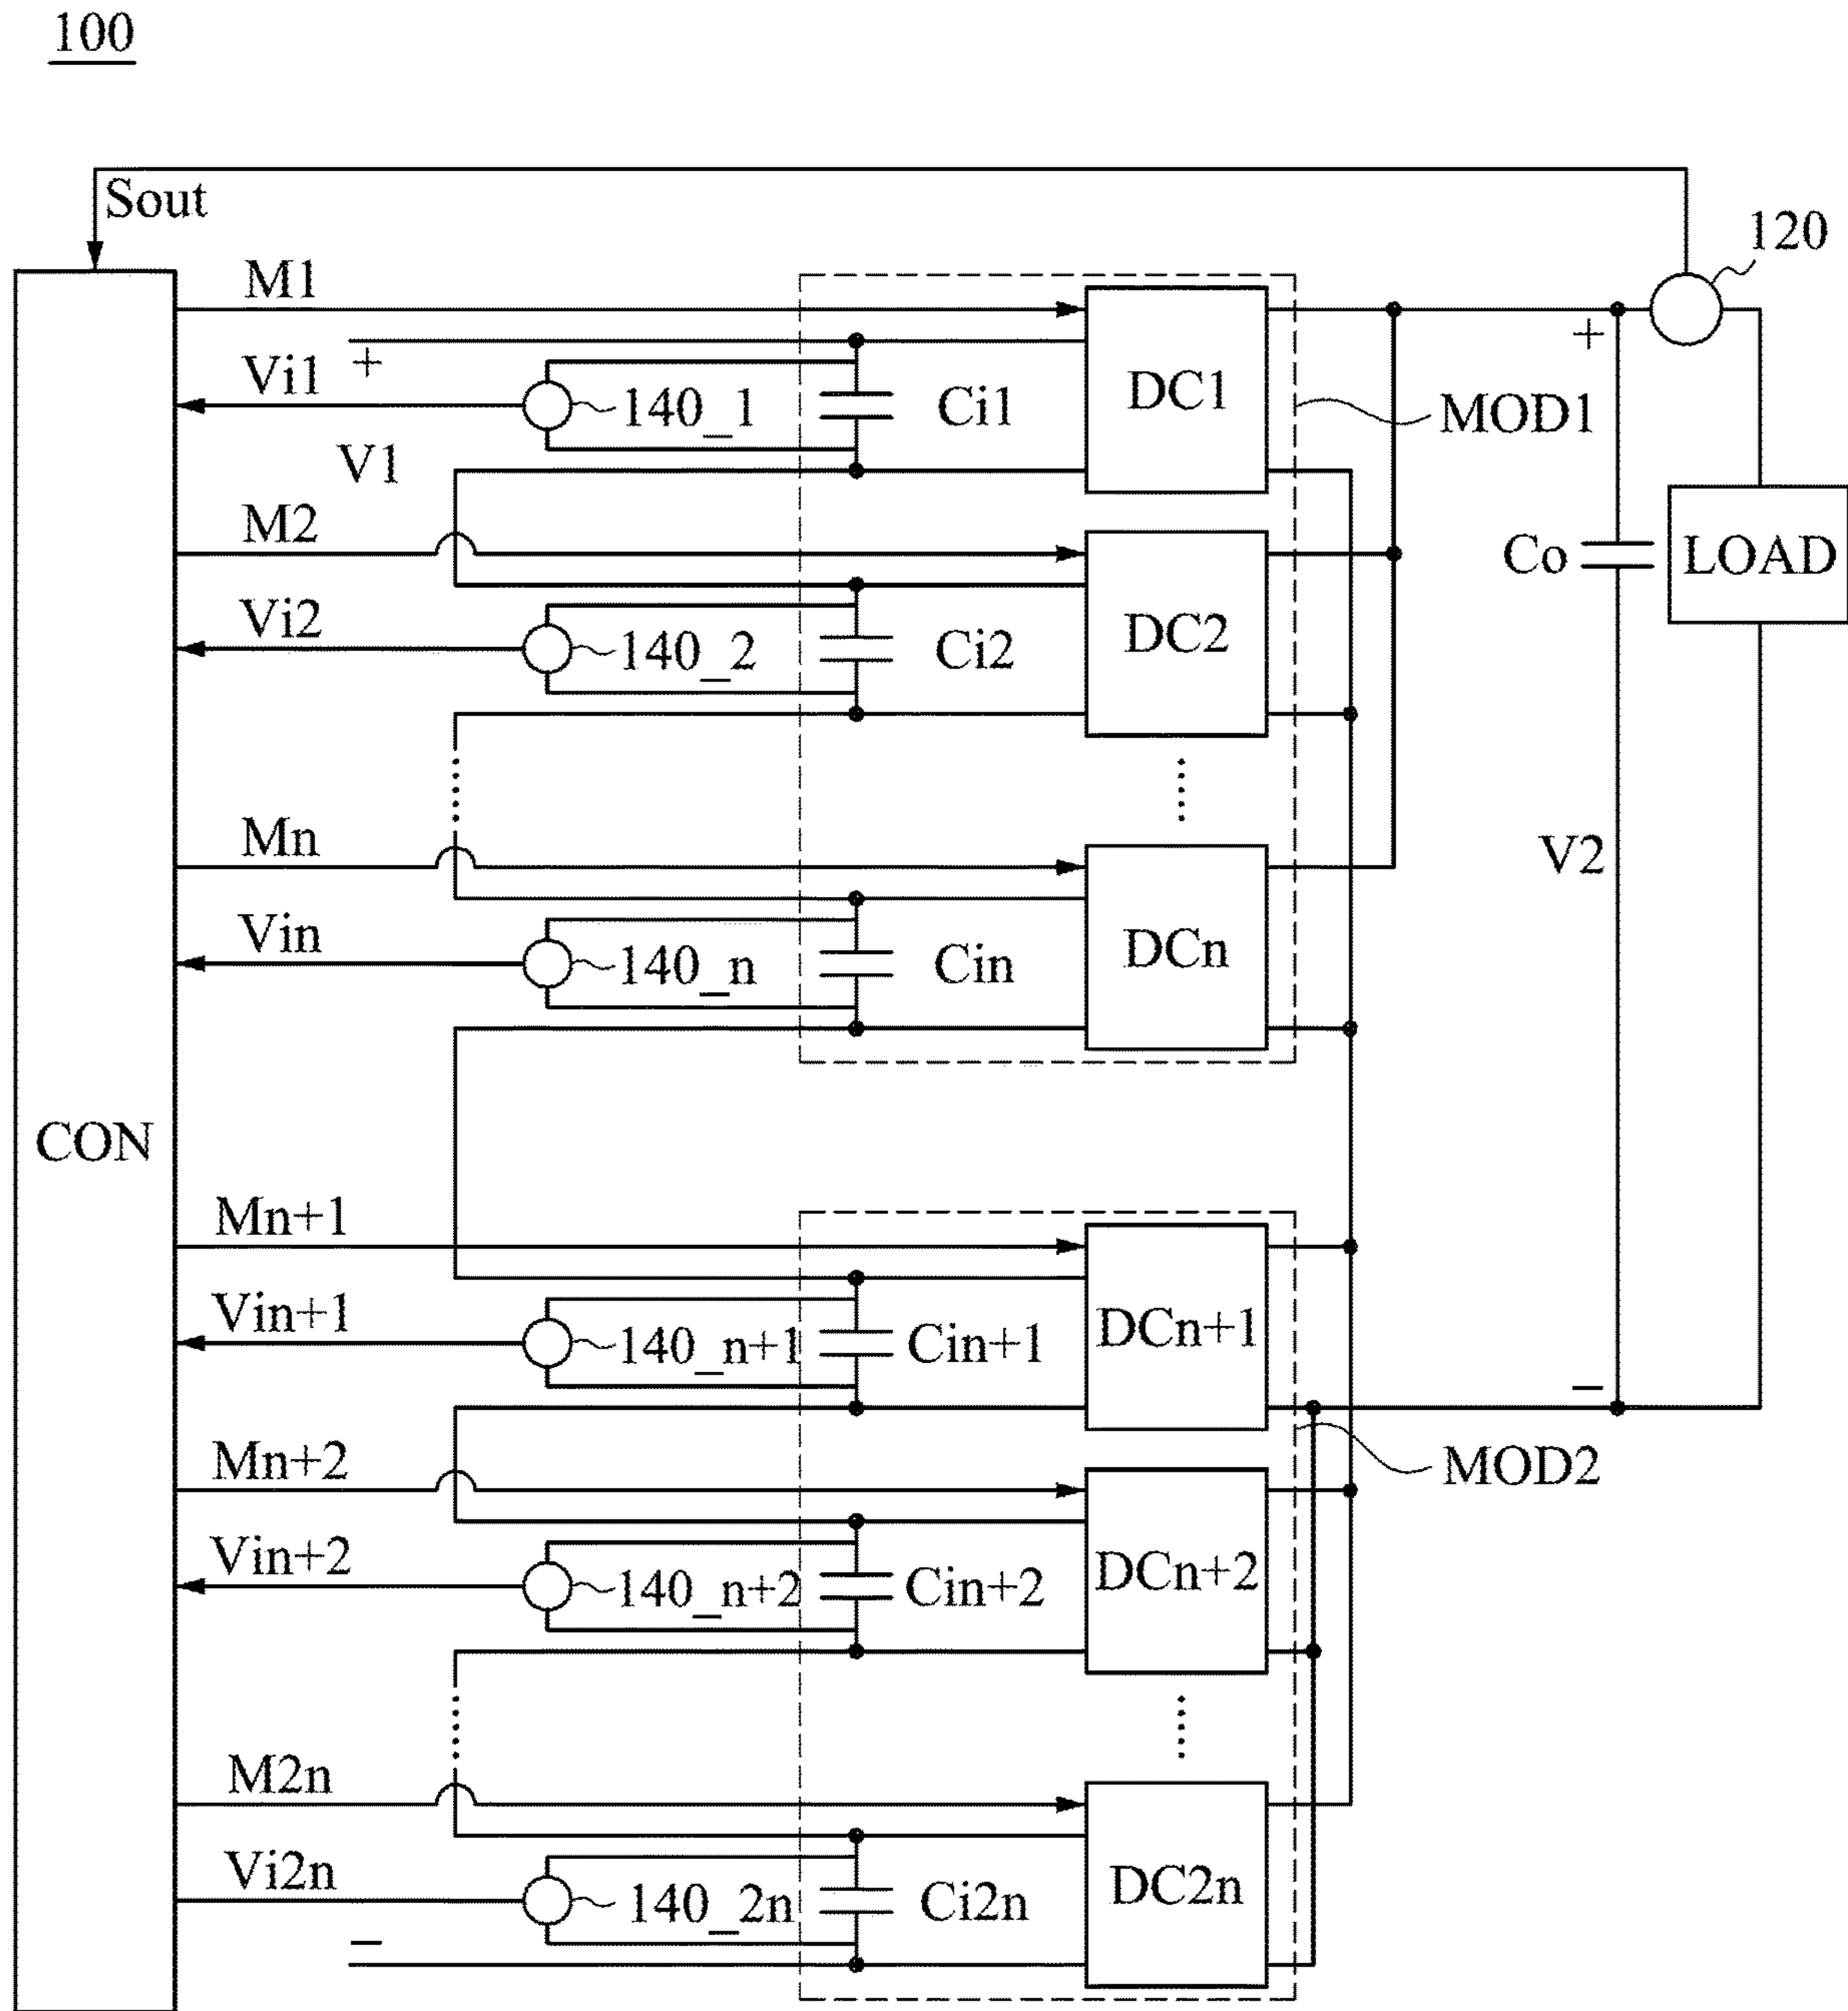 100
Sout
120
M1
+
+
Vi1
140_1
Ci1
DC1
MOD1
V1
M2
Co
LOAD
Vi2
140_2
Ci2
DC2
Mn
V2
Vin
140_n
Cin
DCn
CON
Mn+1
Vin+1
140_n+1
Cin+1
DCn+1
−
Mn+2
MOD2
Vin+2
140_n+2
Cin+2
DCn+2
M2n
Vi2n
140_2n
Ci2n
DC2n
−